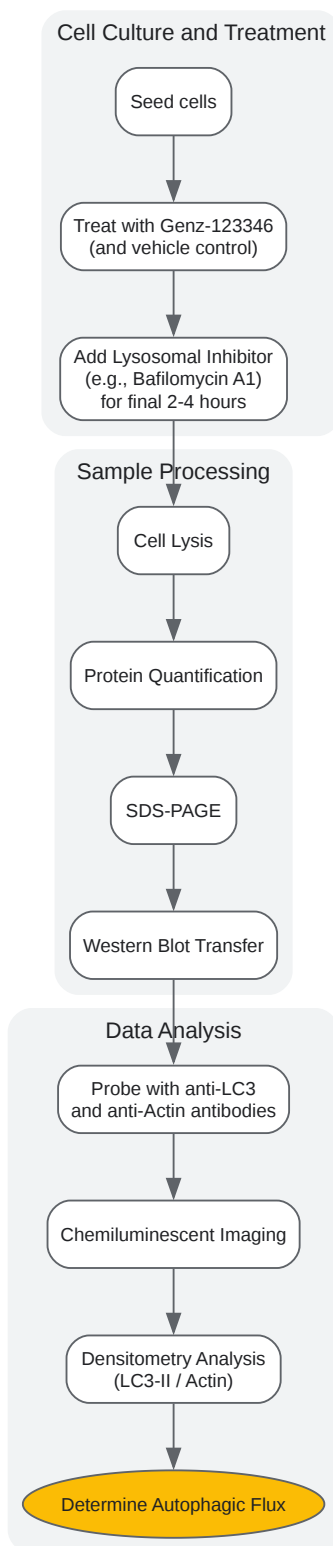 Cell Culture and Treatment
Seed cells
Treat with Genz-123346
(and vehicle control)
Add Lysosomal Inhibitor
(e.g., Bafilomycin A1)
for final 2-4 hours
Sample Processing
Cell Lysis
Protein Quantification
SDS-PAGE
Western Blot Transfer
Data Analysis
Probe with anti-LC3
and anti-Actin antibodies
Chemiluminescent Imaging
Densitometry Analysis
(LC3-II / Actin)
Determine Autophagic Flux